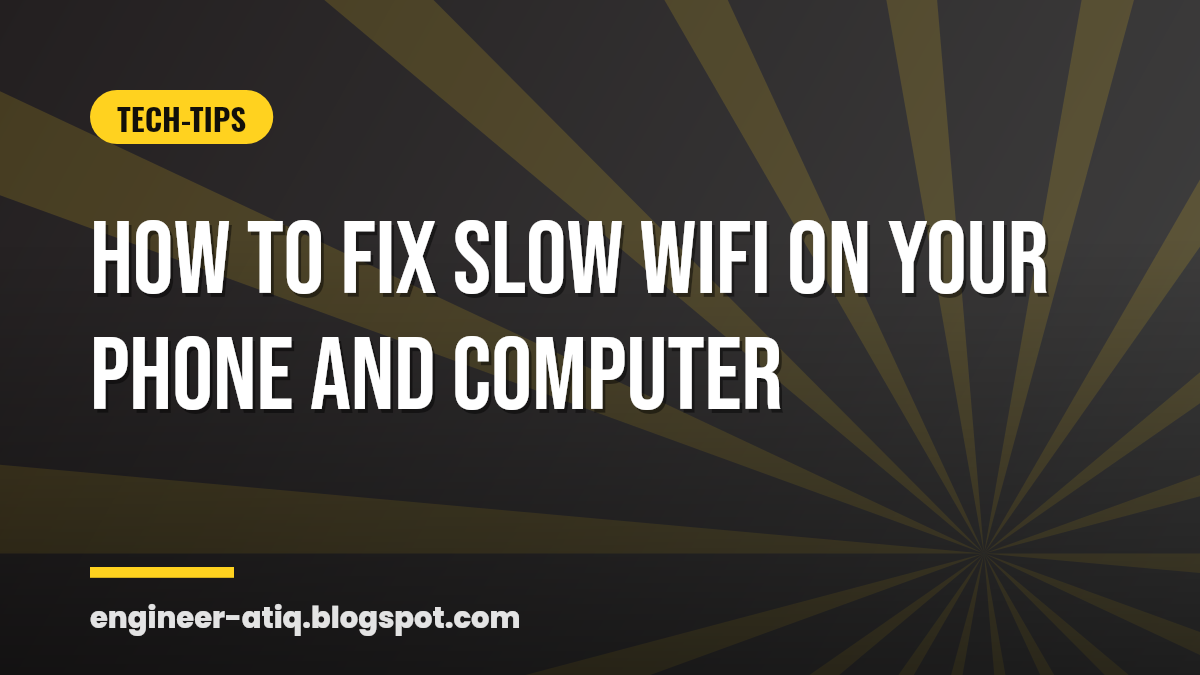 TECH-TIPS
HOW TO FIX SLOW WIFI ON YOUR
PHONE AND COMPUTER
engineer-atiq.blogspot.com